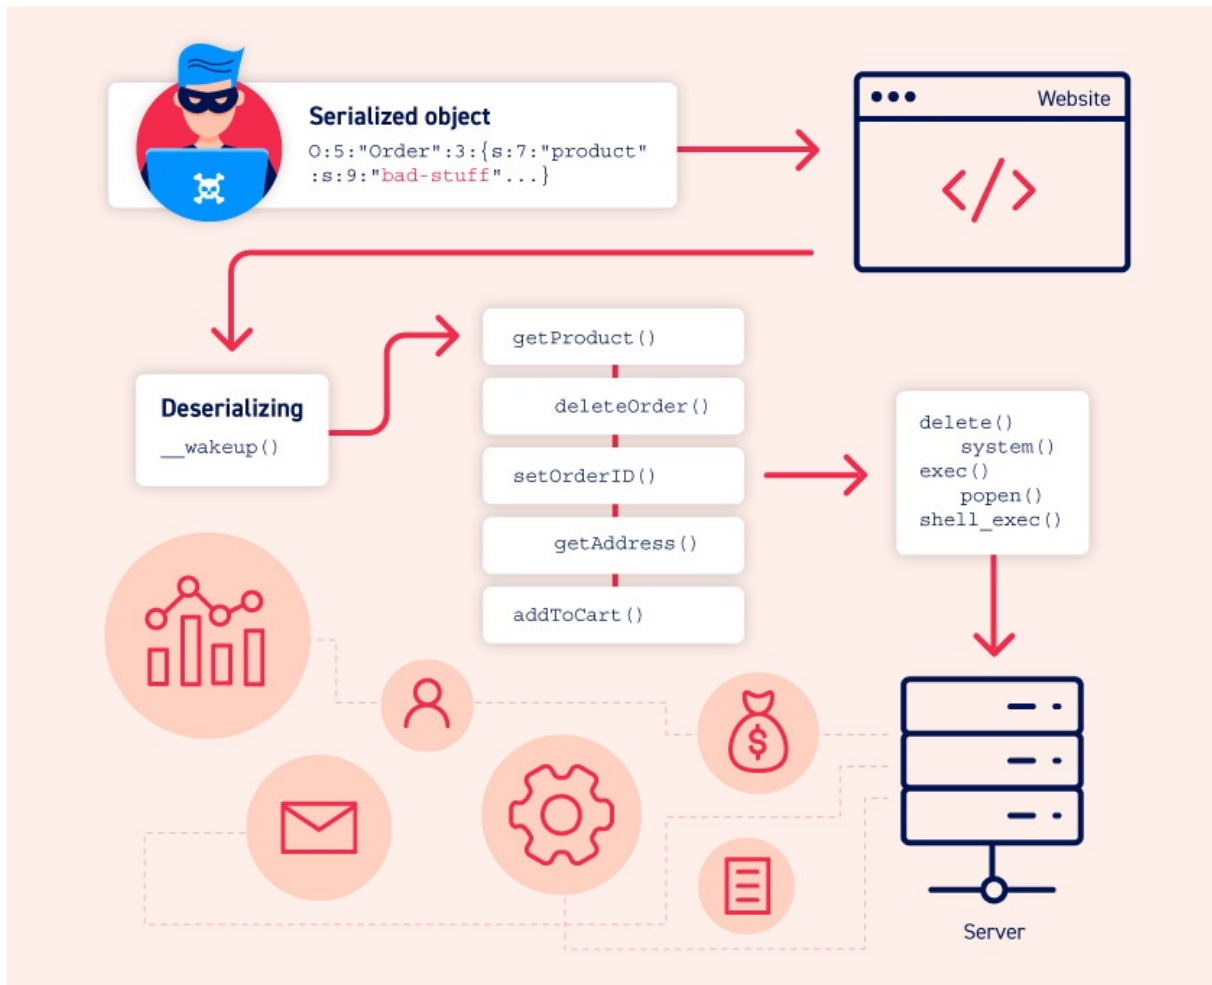 Serialized object
O:5:"Order":3:{s:7:"product"
:s:9:"bad-stuff"...}
Website
</>
Deserializing
__wakeup()
getProduct()
deleteOrder()
setOrderID()
getAddress()
addToCart()
delete()
system()
exec()
popen()
shell_exec()
$
Server